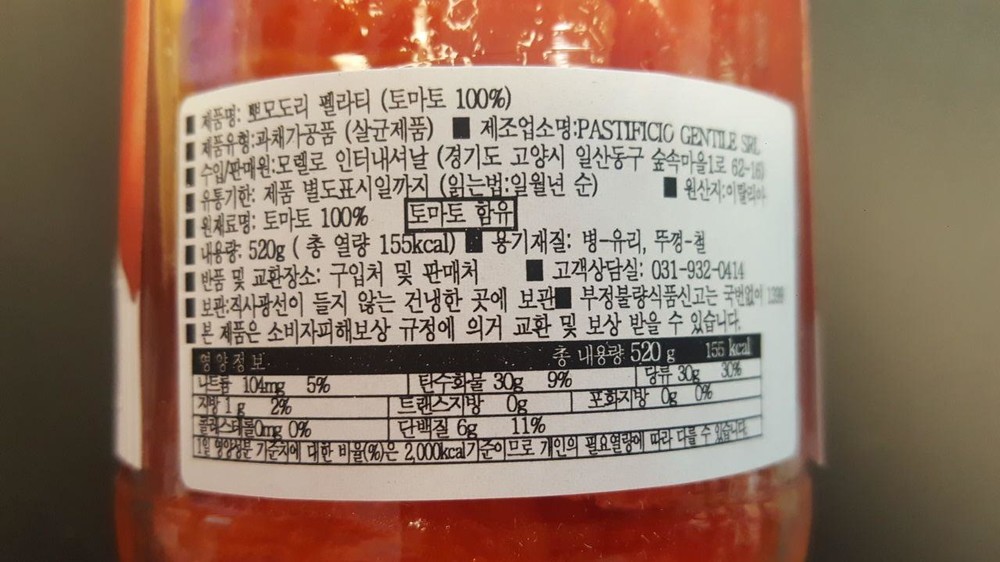 ■ 제품명: 뽀모도리 펠라티 (토마토 100%)
■ 제품유형:과채가공품 (살균제품) ■ 제조업소명:PASTIFICIO GENTILE SRL
■ 수입/판매원:모렐로 인터내셔날 (경기도 고양시 일산동구 숲속마을1로 62-16)
■ 유통기한: 제품 별도표시일까지 (읽는법:일월년 순) ■ 원산지:이탈리아
■ 원재료명: 토마토 100% 토마토 함유
■ 내용량: 520g ( 총 열량 155kcal) ■ 용기재질: 병-유리, 뚜껑-철
■ 반품 및 교환장소: 구입처 및 판매처 ■ 고객상담실: 031-932-0414
■ 보관:직사광선이 들지 않는 건냉한 곳에 보관■ 부정불량식품신고는 국번없이 1399
■ 본 제품은 소비자피해보상 규정에 의거 교환 및 보상 받을 수 있습니다.
영양정보 총 내용량 520 g 155 kcal
나트륨 104mg 5% 탄수화물 30g 9% 당류 30g 30%
지방 1 g 2% 트랜스지방 0g 포화지방 0g 0%
콜레스테롤0mg 0% 단백질 6g 11%
1일 영양성분 기준치에 대한 비율(%)은 2,000kcal기준이므로 개인의 필요열량에 따라 다를 수 있습니다.